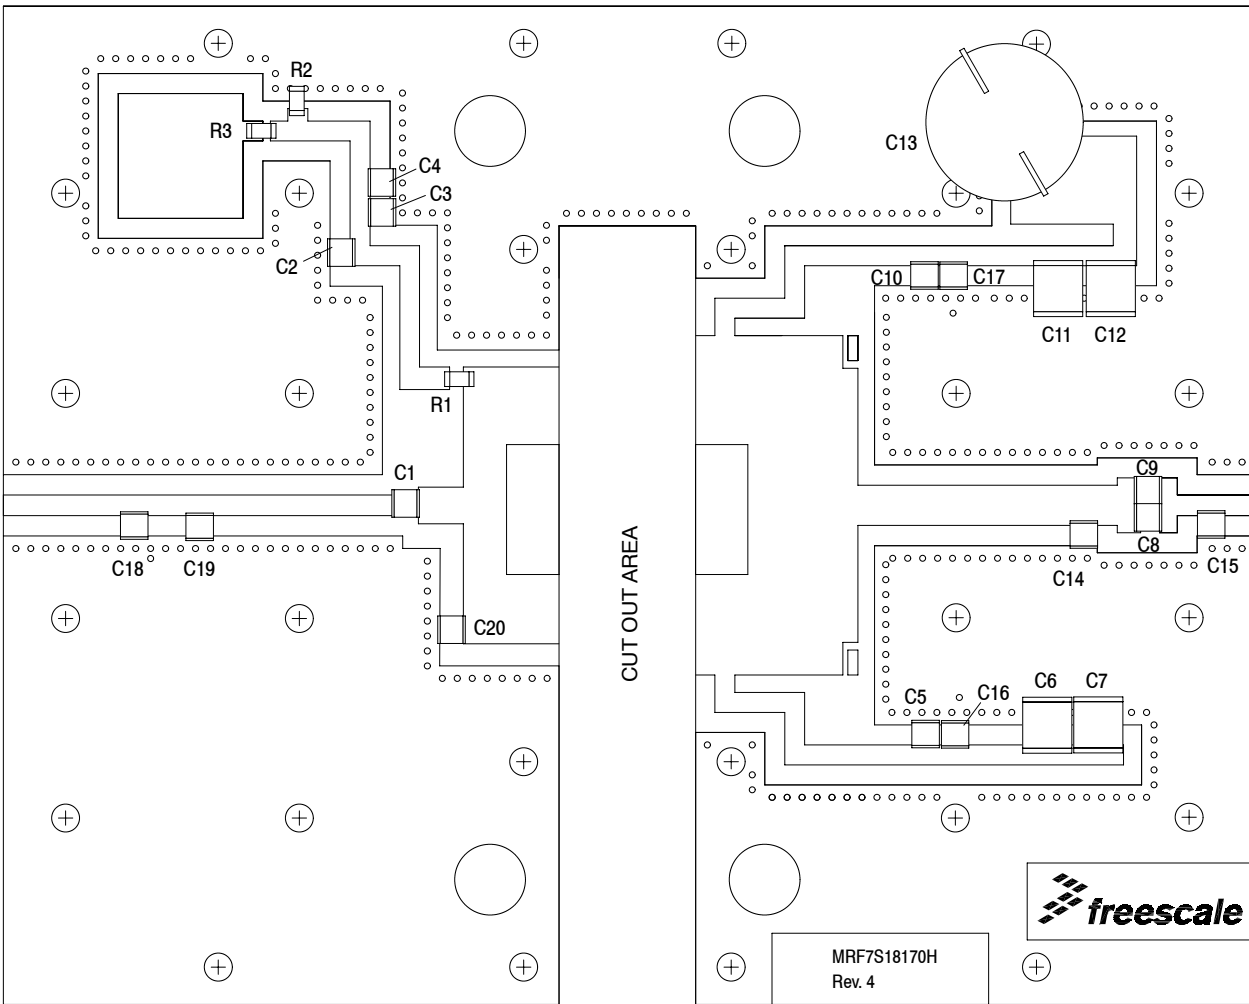 R2
R3
C4
C3
C2
C13
C10
C17
C11
C12
R1
C1
C9
C8
C18
C19
C14
C15
C20
CUT OUT AREA
C5
C16
C6
C7
freescale
MRF7S18170H
Rev. 4